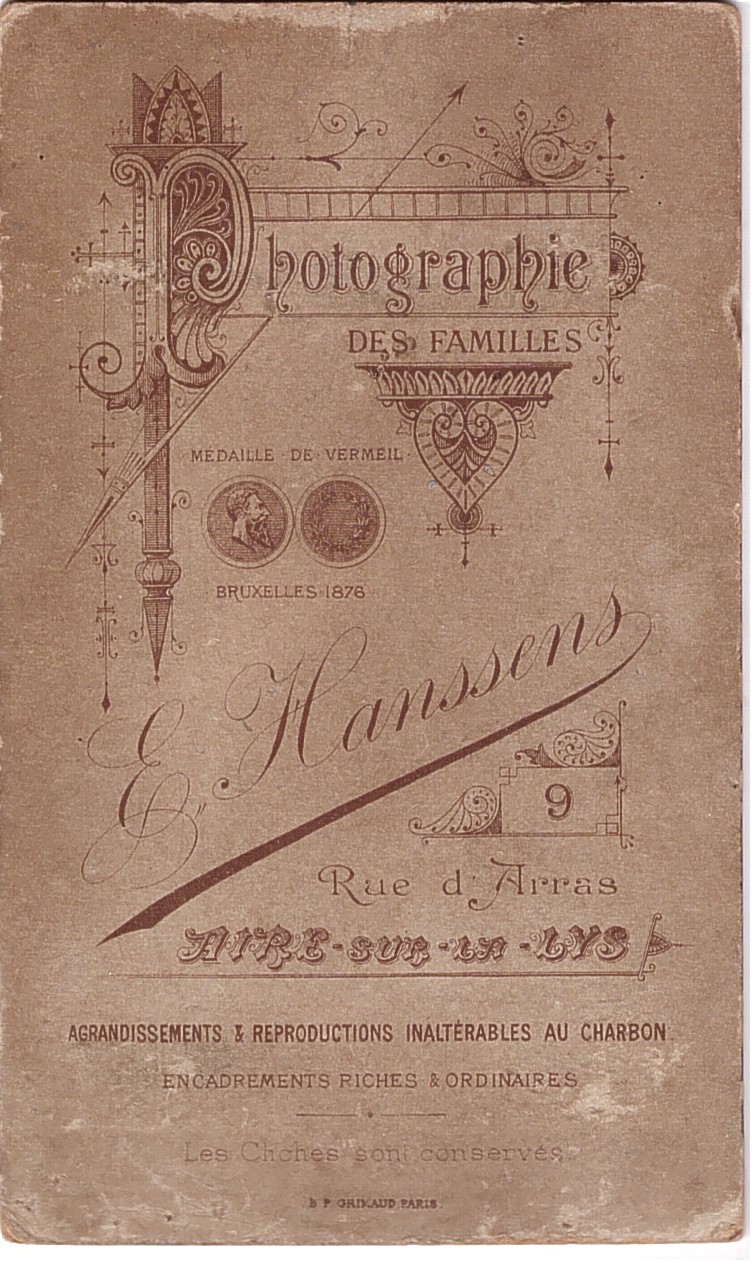 Photographie
DES FAMILLES
MÉDAILLE · DE · VERMEIL
BRUXELLES · 1876
E. Hanssens
9
Rue d'Arras
AIRE-SUR-LA-LYS
AGRANDISSEMENTS & REPRODUCTIONS INALTÉRABLES AU CHARBON.
ENCADREMENTS RICHES & ORDINAIRES
Les Clichés sont conservés.
B. P. GRIMAUD PARIS.